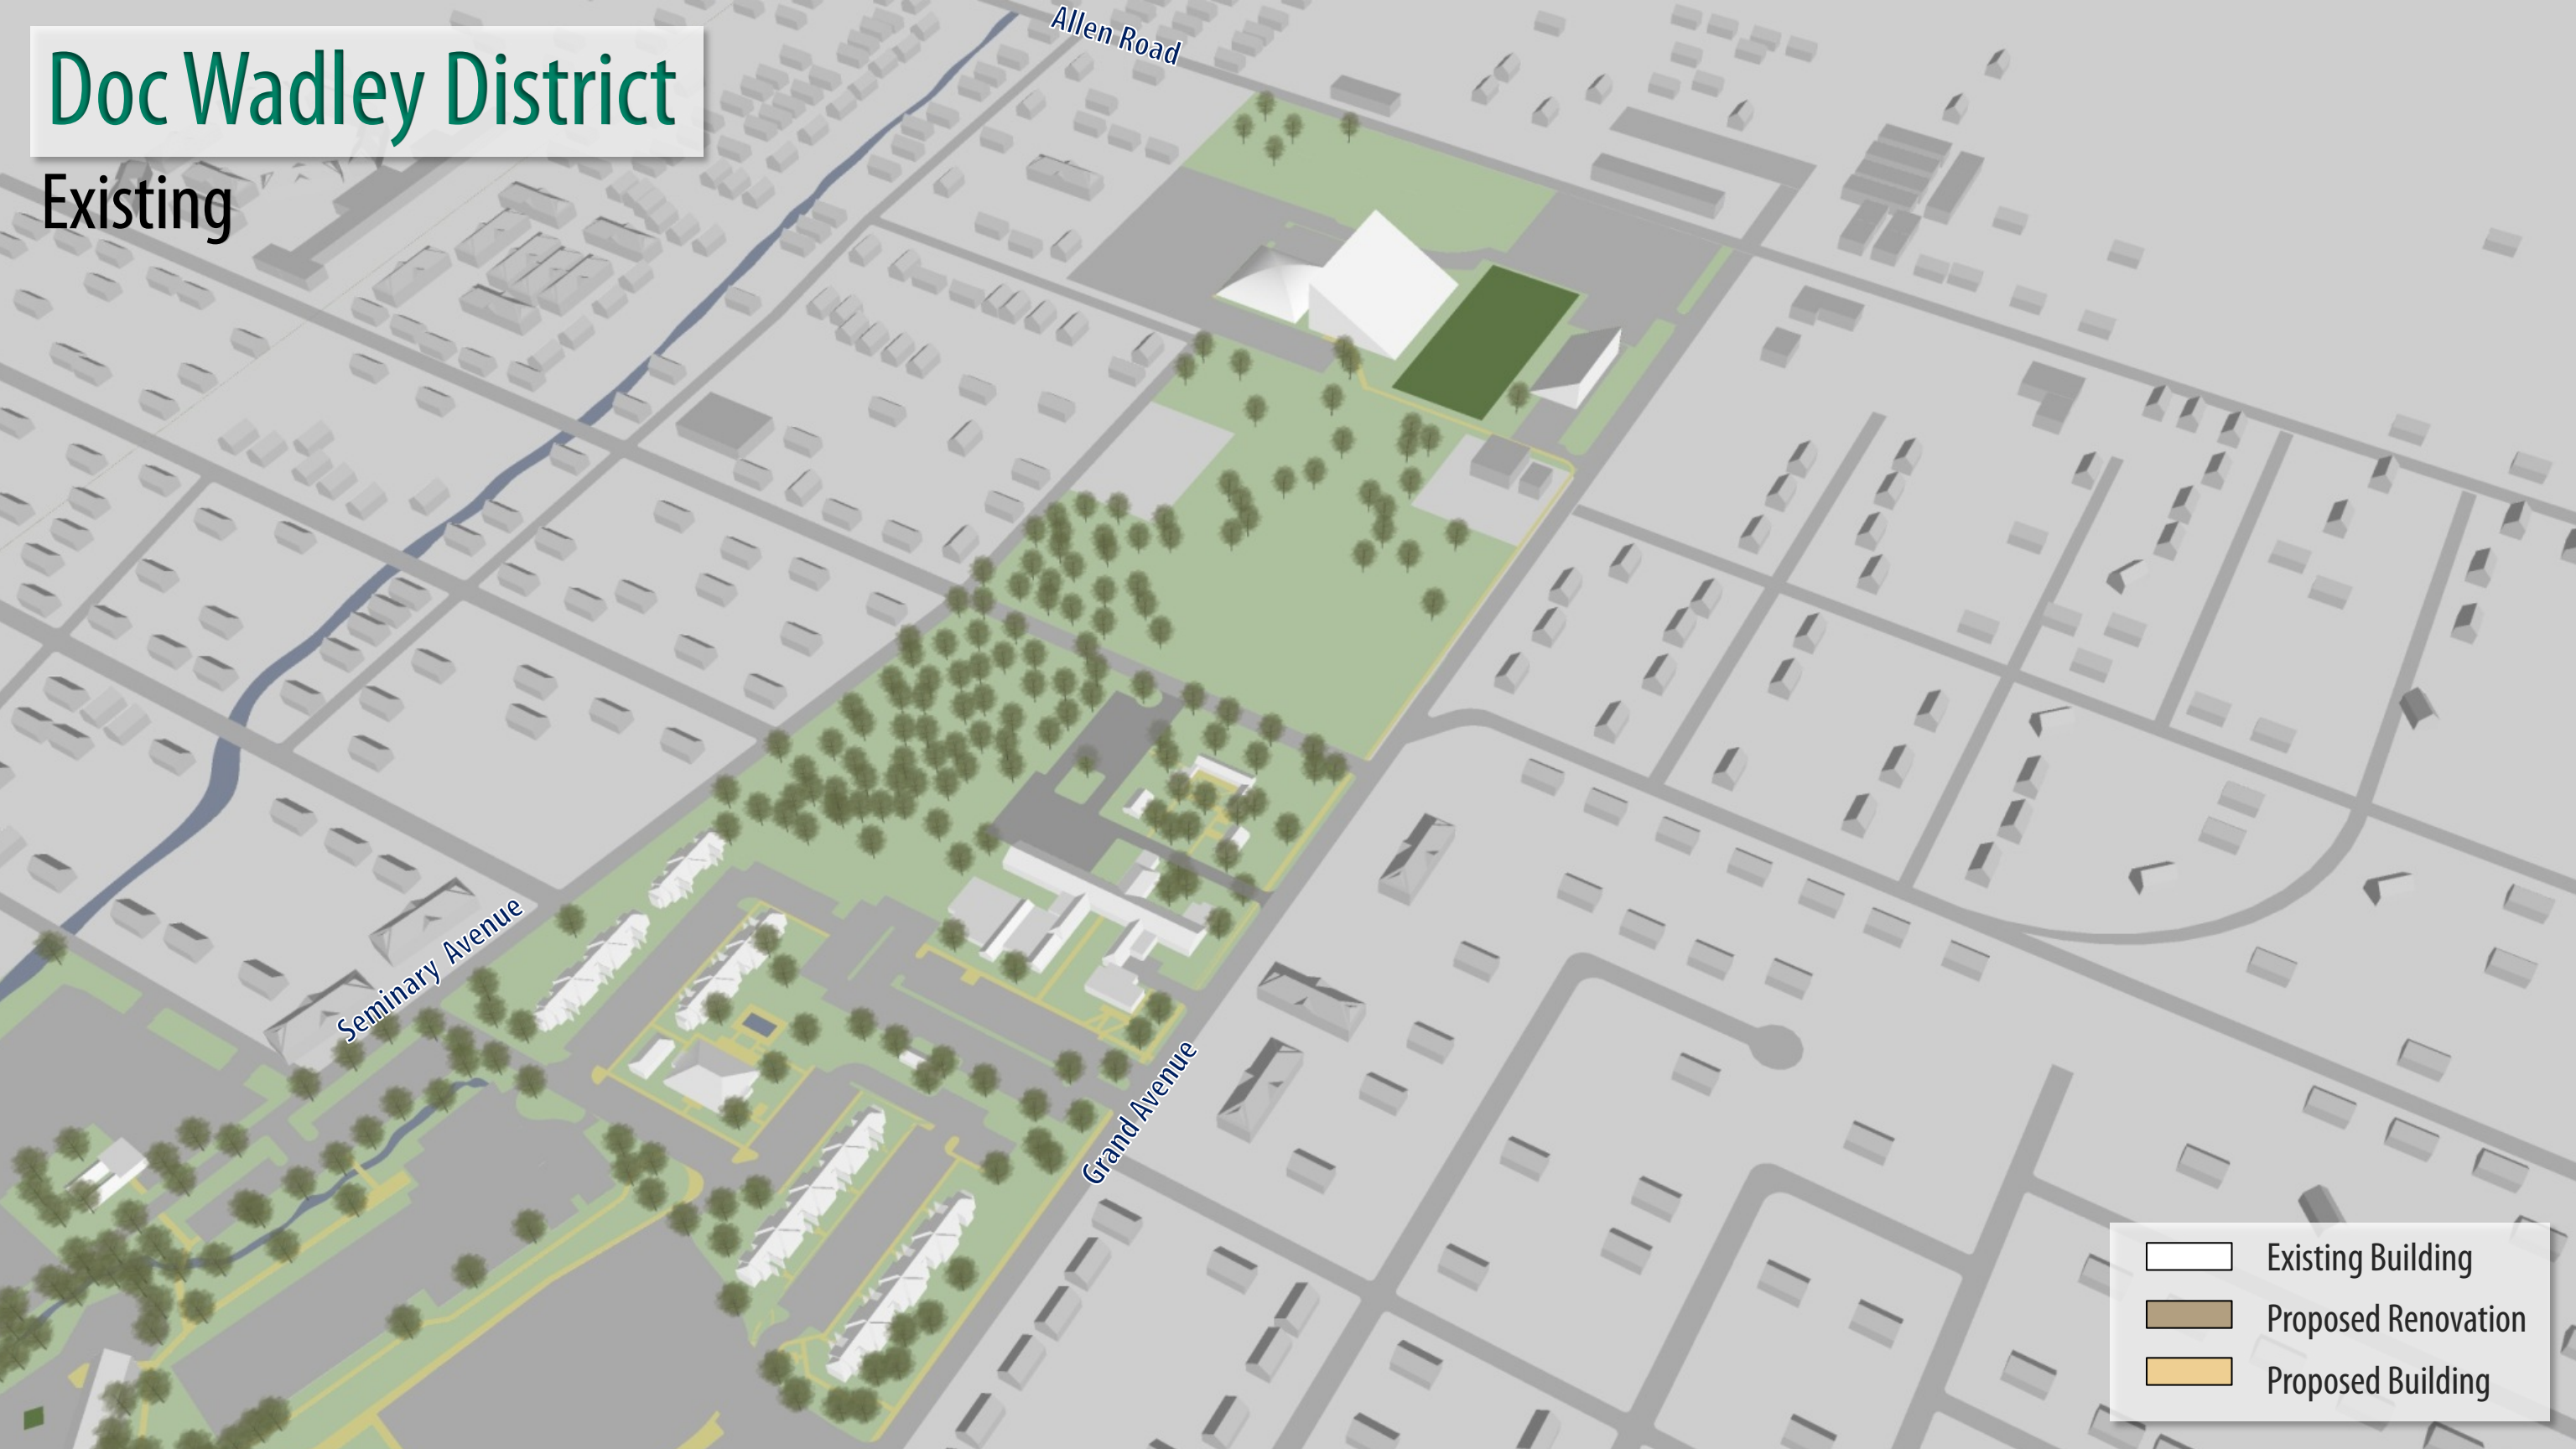 Doc Wadley District
Existing
Allen Road
Seminary Avenue
Grand Avenue
Existing Building
Proposed Renovation
Proposed Building